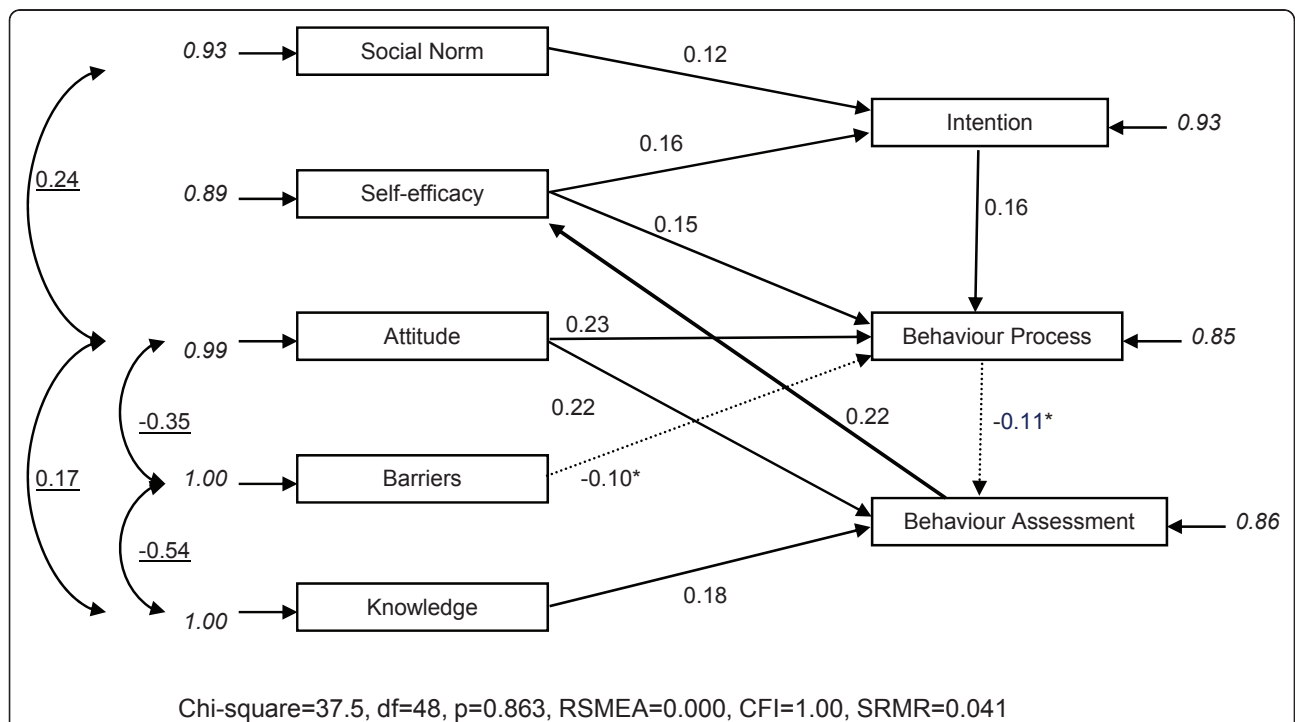 0.93
Social Norm
0.12
Intention
0.93
0.16
0.24
0.89
Self-efficacy
0.15
0.16
0.99
Attitude
0.23
Behaviour Process
0.85
-0.35
0.22
0.22
-0.11*
0.17
1.00
Barriers
-0.10*
-0.54
Behaviour Assessment
0.86
1.00
Knowledge
0.18
Chi-square=37.5, df=48, p=0.863, RSMEA=0.000, CFI=1.00, SRMR=0.041